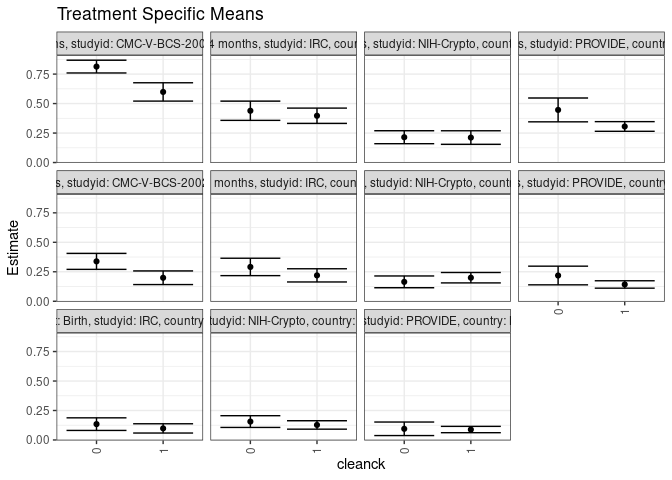 Treatment Specific Means
s, studyid: CMC-V-BCS-200
4 months, studyid: IRC, coun
s, studyid: NIH-Crypto, count
s, studyid: PROVIDE, countr
0.75
0.50
0.25
0.00
s, studyid: CMC-V-BCS-2002
months, studyid: IRC, coun
, studyid: NIH-Crypto, countr
s, studyid: PROVIDE, country
0.75
0.50
0.25
0.00
0
1
: Birth, studyid: IRC, country
tudyid: NIH-Crypto, country:
studyid: PROVIDE, country:
0.75
0.50
0.25
0.00
0
1
0
1
0
1
Estimate
cleanck